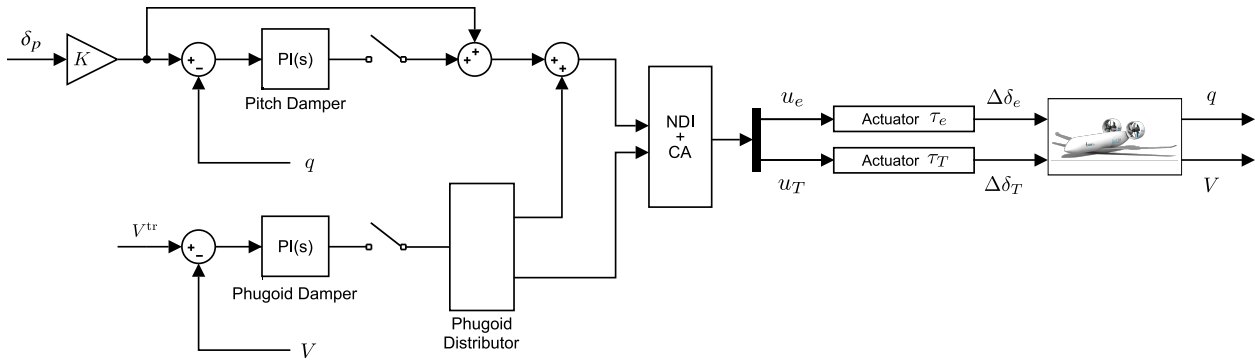 δ_p
K
+
−
PI(s)
Pitch Damper
q
+
+
+
+
V^tr
+
−
PI(s)
Phugoid Damper
V
Phugoid
Distributor
NDI
+
CA
u_e
u_T
Actuator τ_e
Actuator τ_T
Δδ_e
Δδ_T
q
V